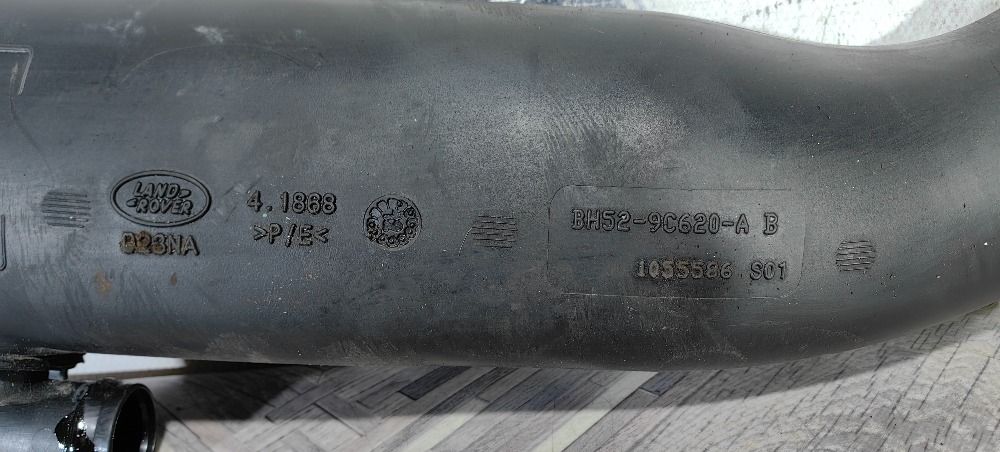 LAND-
-ROVER
4.1868
>P/E<
BH52-9C620-A B
1055586 S01